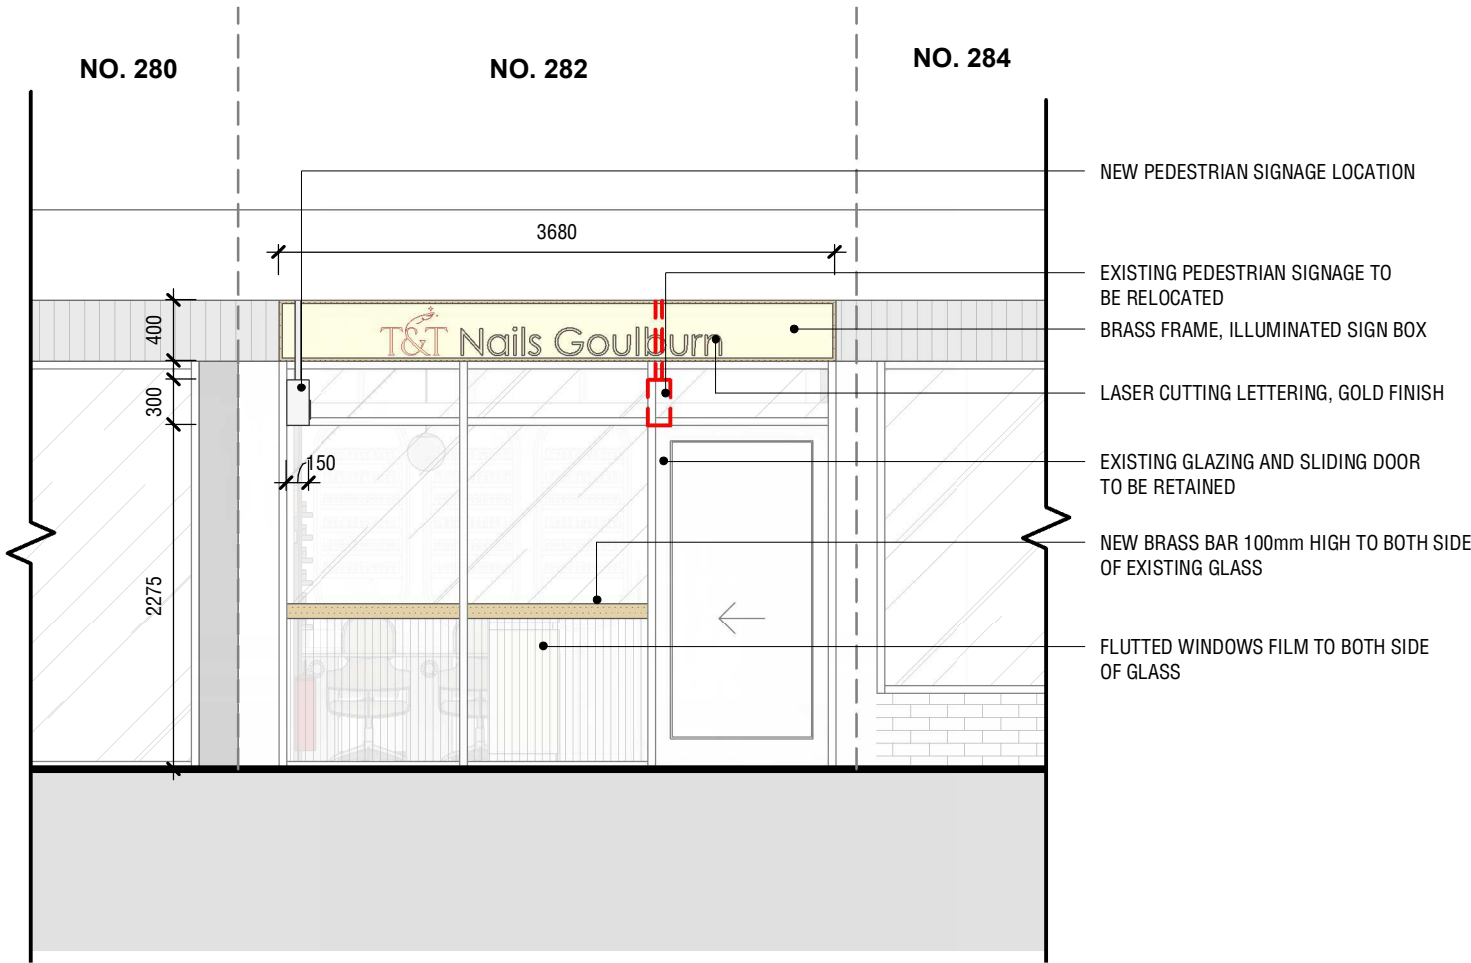 NO. 280
NO. 282
NO. 284
NEW PEDESTRIAN SIGNAGE LOCATION
3680
EXISTING PEDESTRIAN SIGNAGE TO
BE RELOCATED
400
T&T Nails Goulburn
BRASS FRAME, ILLUMINATED SIGN BOX
300
LASER CUTTING LETTERING, GOLD FINISH
150
EXISTING GLAZING AND SLIDING DOOR
TO BE RETAINED
NEW BRASS BAR 100mm HIGH TO BOTH SIDE
OF EXISTING GLASS
2275
FLUTTED WINDOWS FILM TO BOTH SIDE
OF GLASS